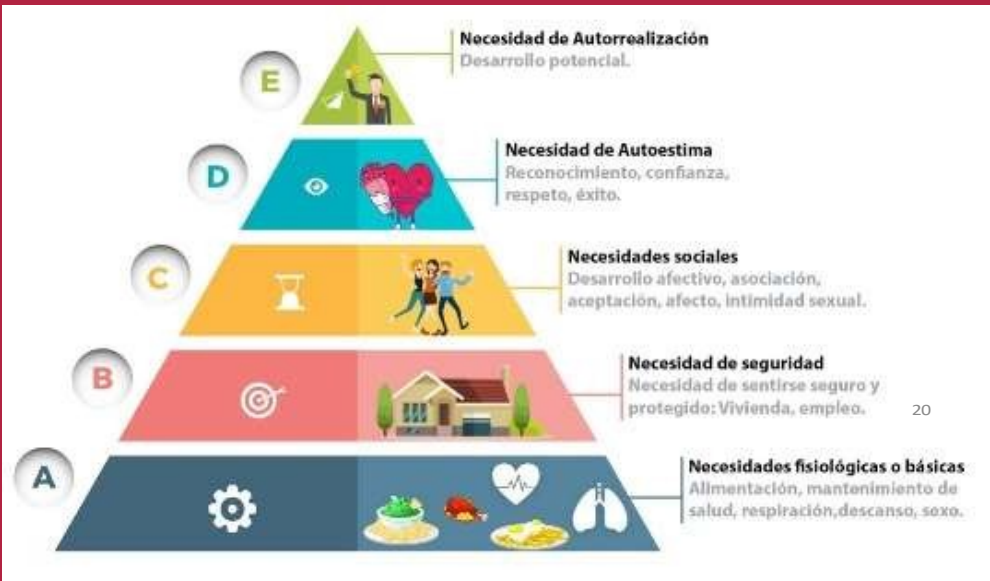 E
Necesidad de Autorrealización
Desarrollo potencial.
D
Necesidad de Autoestima
Reconocimiento, confianza,
respeto, éxito.
C
Necesidades sociales
Desarrollo afectivo, asociación,
aceptación, afecto, intimidad sexual.
B
Necesidad de seguridad
Necesidad de sentirse seguro y
protegido: Vivienda, empleo.
20
A
Necesidades fisiológicas o básicas
Alimentación, mantenimiento de
salud, respiración,descanso, sexo.